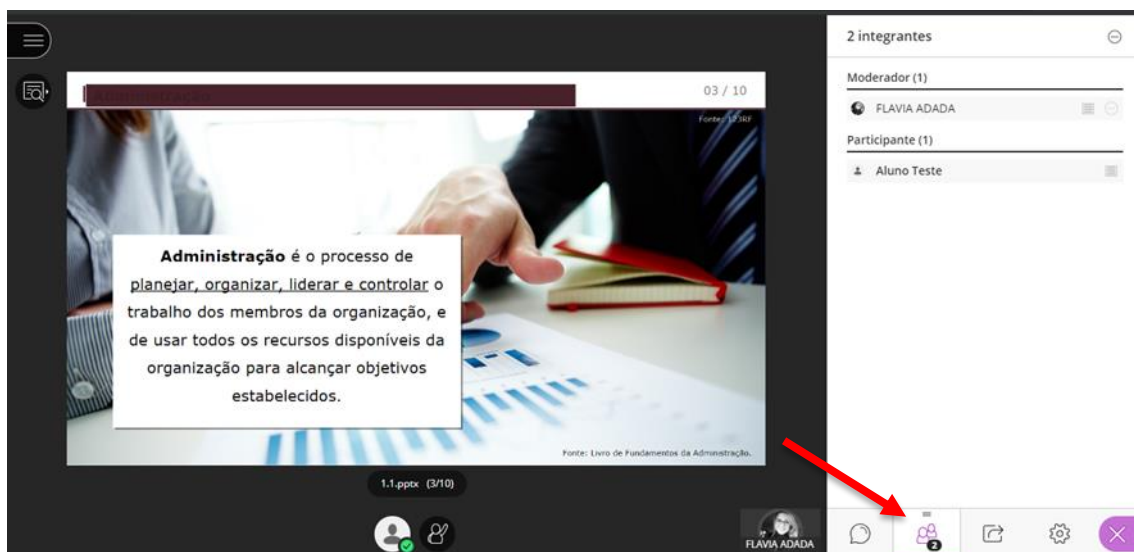 2 integrantes
Moderador (1)
FLAVIA ADADA
Participante (1)
Aluno Teste
Administração
03 / 10
Fonte: 123RF
Administração é o processo de
planejar, organizar, liderar e controlar o
trabalho dos membros da organização, e
de usar todos os recursos disponíveis da
organização para alcançar objetivos
estabelecidos.
Fonte: Livro de Fundamentos da Administração.
1.1.pptx (3/10)
FLAVIA ADADA
2